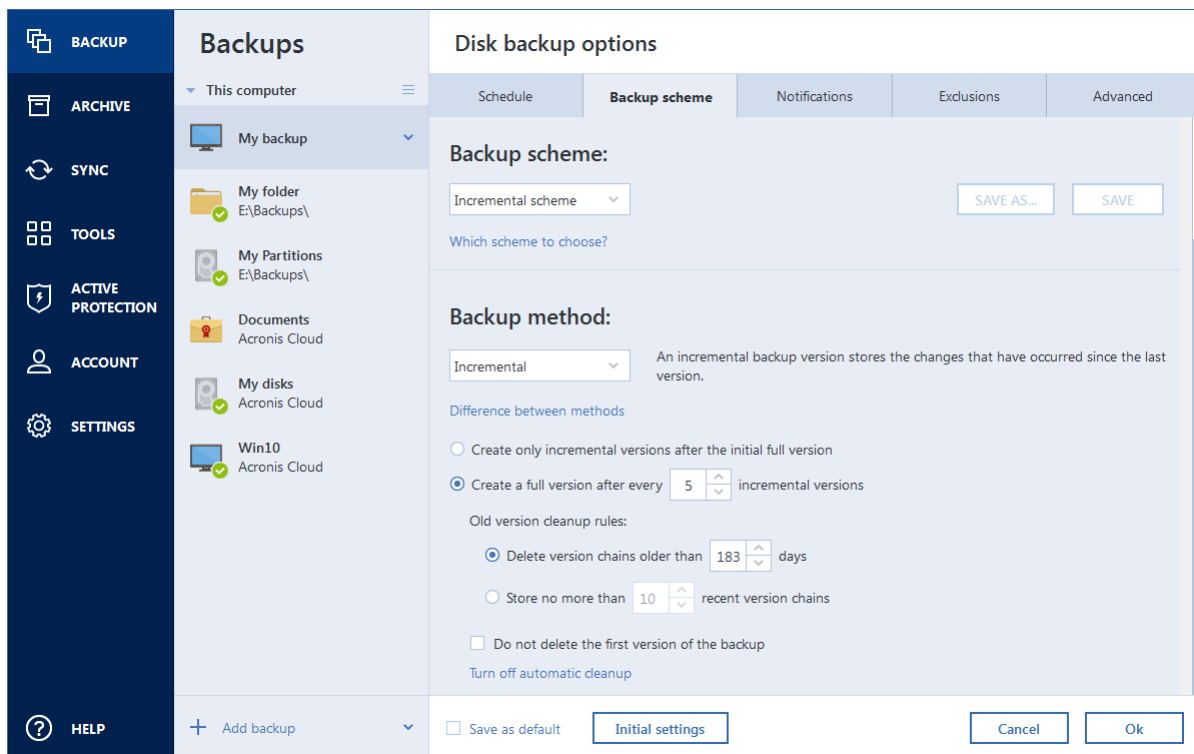 BACKUP
ARCHIVE
SYNC
TOOLS
ACTIVE
PROTECTION
ACCOUNT
SETTINGS
HELP
Backups
This computer
My backup
My folder
E:\Backups\
My Partitions
E:\Backups\
Documents
Acronis Cloud
My disks
Acronis Cloud
Win10
Acronis Cloud
Add backup
Disk backup options
Schedule
Backup scheme
Notifications
Exclusions
Advanced
Backup scheme:
Incremental scheme
SAVE AS...
SAVE
Which scheme to choose?
Backup method:
Incremental
An incremental backup version stores the changes that have occurred since the last
version.
Difference between methods
Create only incremental versions after the initial full version
Create a full version after every 5 incremental versions
Old version cleanup rules:
Delete version chains older than 183 days
Store no more than 10 recent version chains
Do not delete the first version of the backup
Turn off automatic cleanup
Save as default
Initial settings
Cancel
Ok